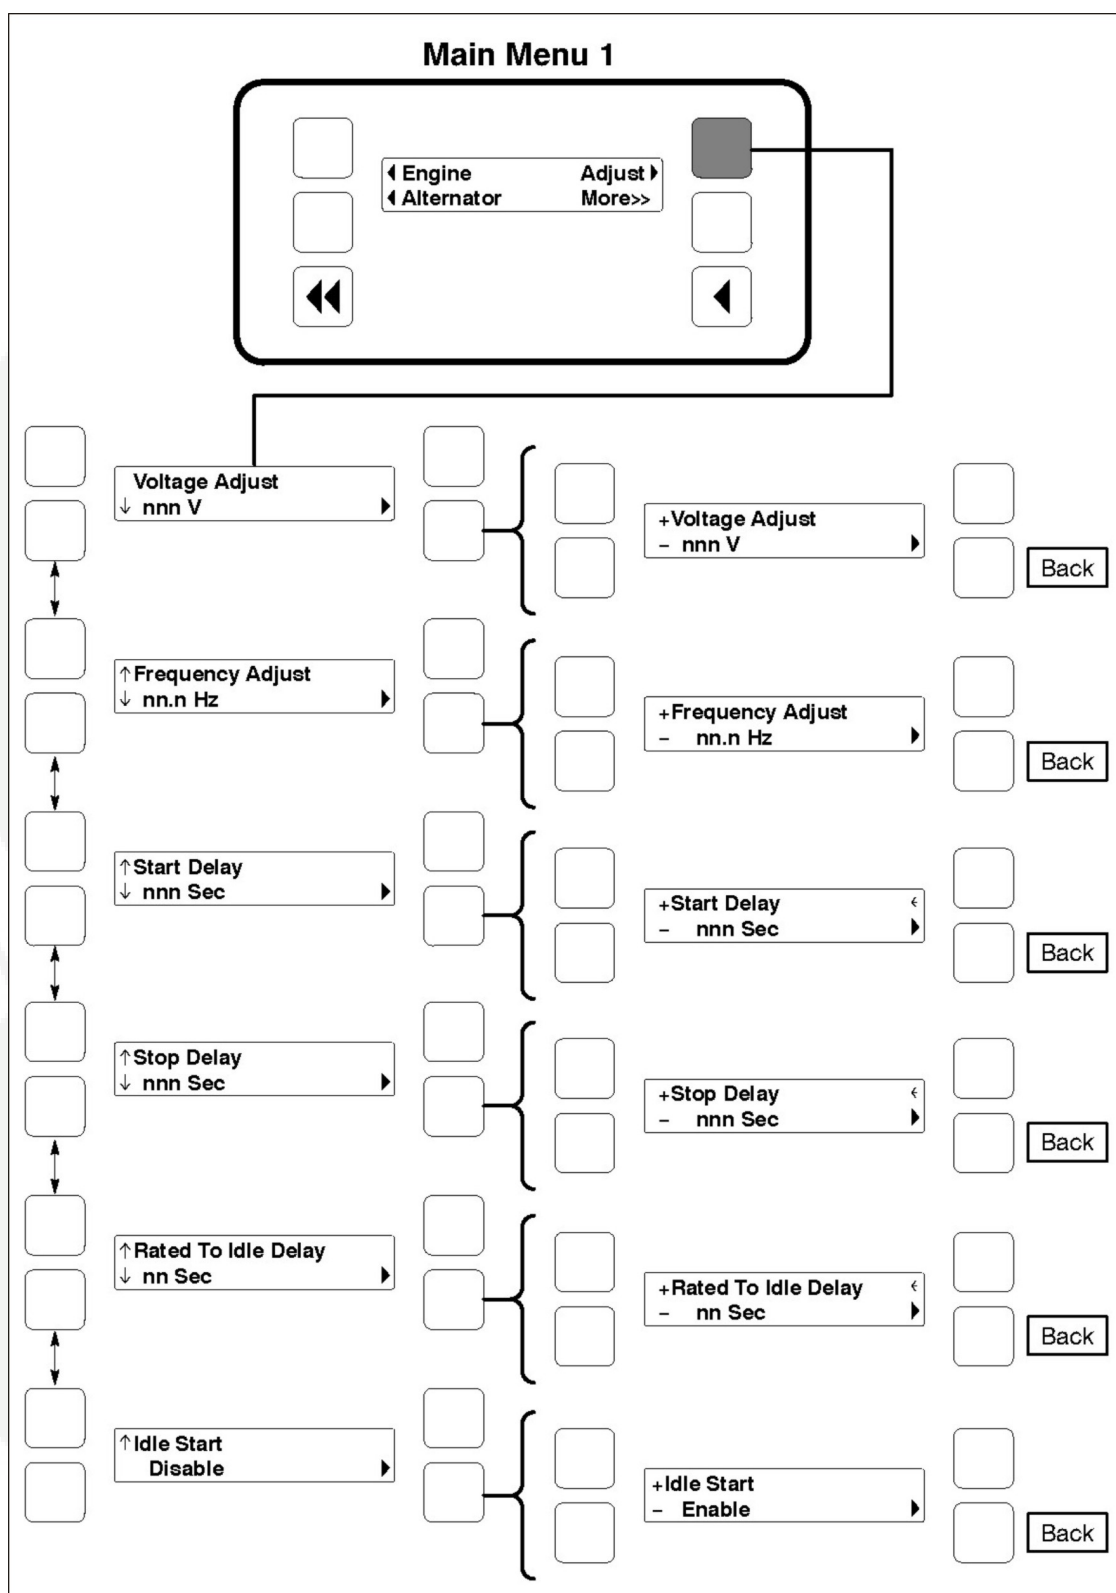 Main Menu 1
Engine Adjust
Alternator More>>
Voltage Adjust
↓ nnn V
+Voltage Adjust
– nnn V
Back
↑Frequency Adjust
↓ nn.n Hz
+Frequency Adjust
– nn.n Hz
Back
↑Start Delay
↓ nnn Sec
+Start Delay
– nnn Sec
Back
↑Stop Delay
↓ nnn Sec
+Stop Delay
– nnn Sec
Back
↑Rated To Idle Delay
↓ nn Sec
+Rated To Idle Delay
– nn Sec
Back
↑Idle Start
Disable
+Idle Start
– Enable
Back